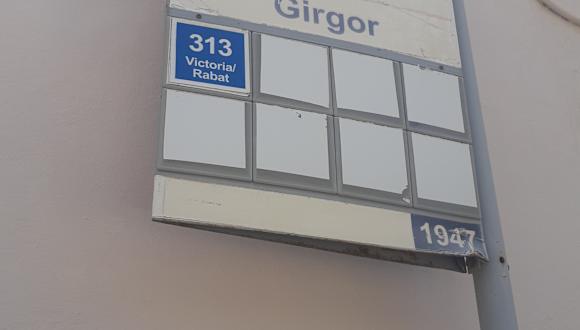 Girgor
313
Victoria/
Rabat
1947